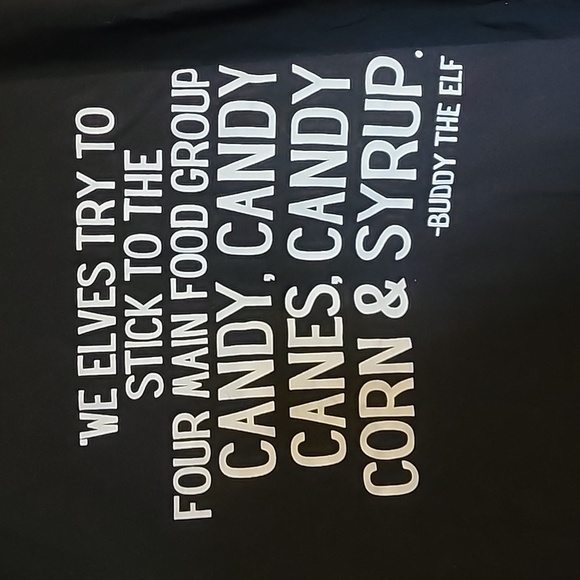 "WE ELVES TRY TO
STICK TO THE
FOUR MAIN FOOD GROUP
CANDY, CANDY
CANES, CANDY
CORN & SYRUP.
-BUDDY THE ELF